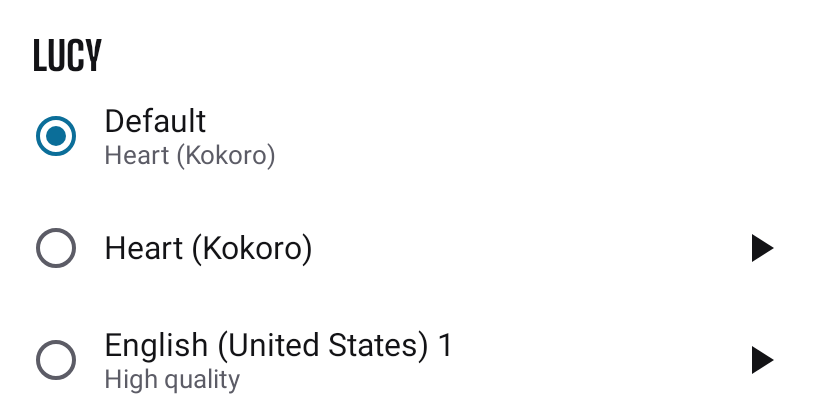 LUCY
Default
Heart (Kokoro)
Heart (Kokoro)
English (United States) 1
High quality